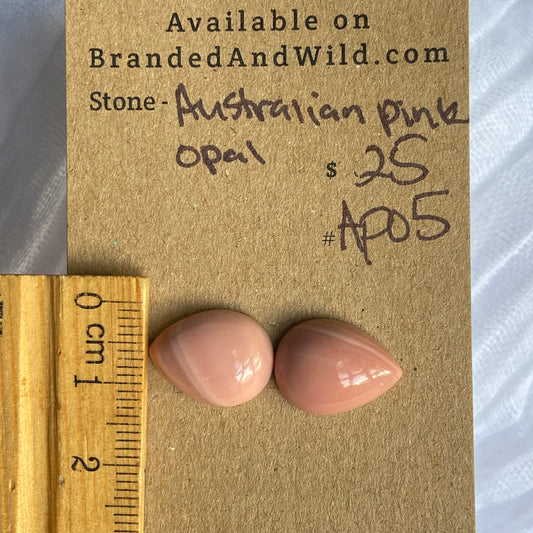 Available on
BrandedAndWild.com
Stone - Australian pink
opal
$ 25
# AP05
0 cm 1 2